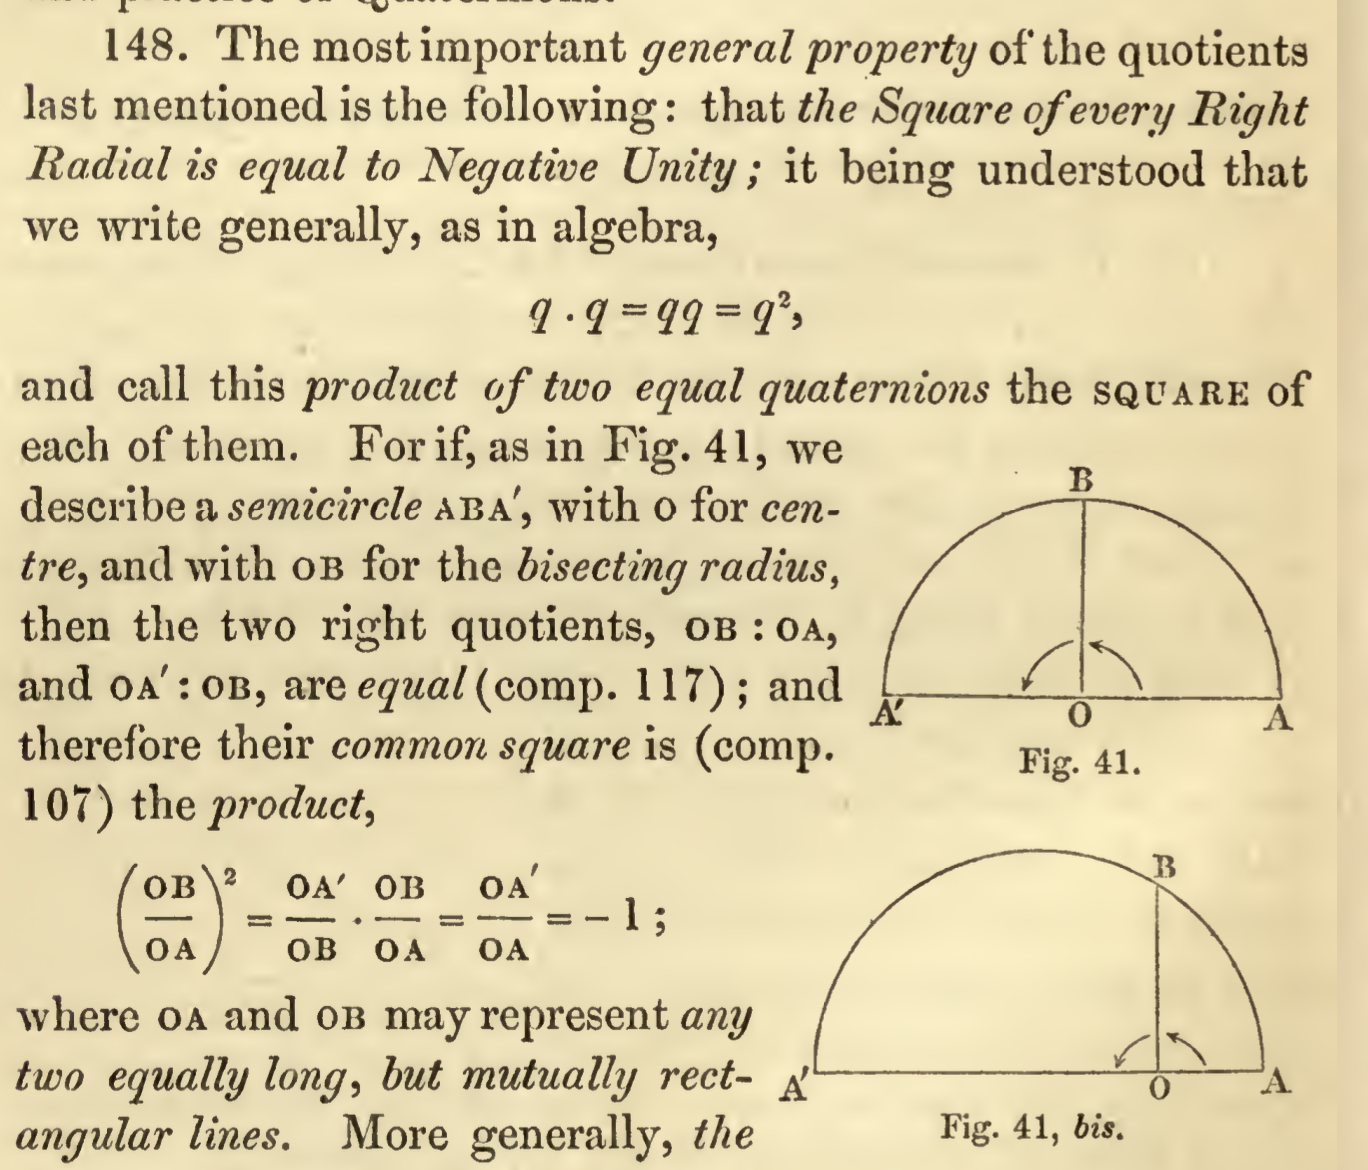 148. The most important general property of the quotients
last mentioned is the following: that the Square of every Right
Radial is equal to Negative Unity; it being understood that
we write generally, as in algebra,
q . q = qq = q²,
and call this product of two equal quaternions the SQUARE of
each of them. For if, as in Fig. 41, we
describe a semicircle ABA′, with O for cen-
tre, and with OB for the bisecting radius,
then the two right quotients, OB : OA,
and OA′ : OB, are equal (comp. 117); and
therefore their common square is (comp.
107) the product,
(OB/OA)² = OA′/OB . OB/OA = OA′/OA = − 1;
where OA and OB may represent any
two equally long, but mutually rect-
angular lines. More generally, the
B
A′ O A
Fig. 41.
B
A′ O A
Fig. 41, bis.